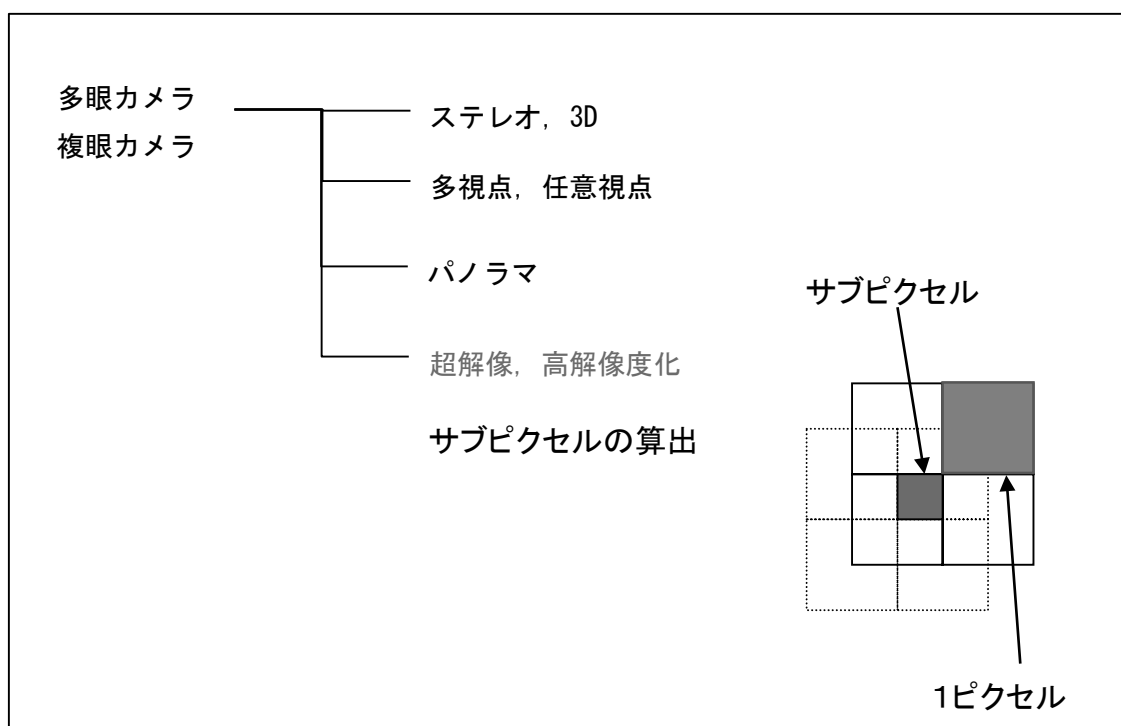 多眼カメラ
複眼カメラ
ステレオ, 3D
多視点, 任意視点
パノラマ
超解像, 高解像度化
サブピクセルの算出
サブピクセル
1ピクセル